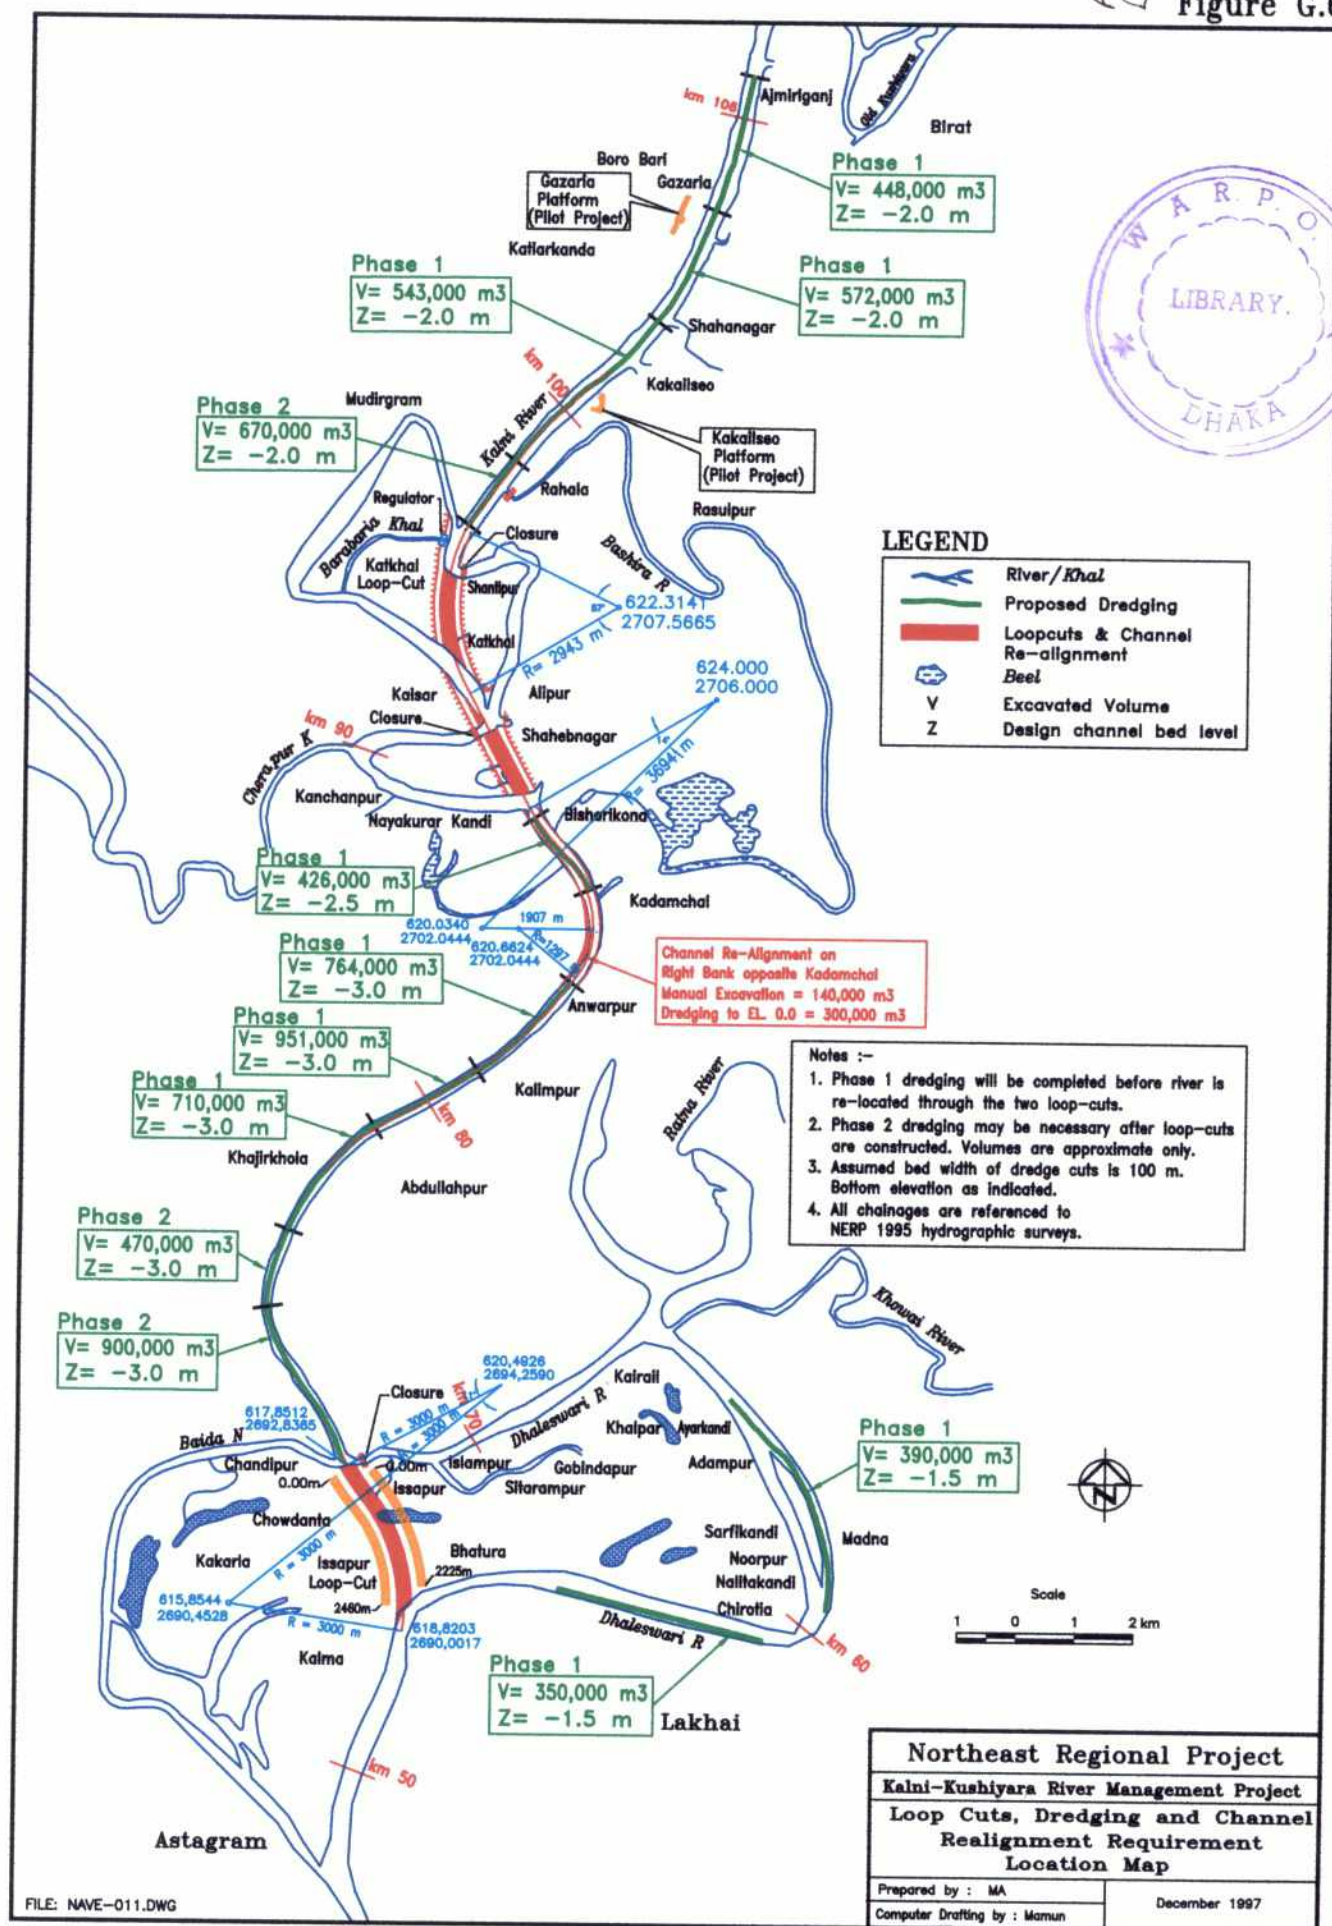 Figure G.
Ajmiriganj
km 108
Old Kushiyara
Birat
Boro Bari
Gazaria
Gazaria
Platform
(Pilot Project)
Katiarkanda
Phase 1
V= 448,000 m3
Z= -2.0 m
W A R. P. O.
LIBRARY.
DHAKA
Phase 1
V= 543,000 m3
Z= -2.0 m
Phase 1
V= 572,000 m3
Z= -2.0 m
Shahanagar
km 100
Kakailseo
Mudirgram
Kalni River
Phase 2
V= 670,000 m3
Z= -2.0 m
Kakailseo
Platform
(Pilot Project)
Rahala
Rasulpur
Regulator
Closure
Barabaria Khal
Katkhal
Loop-Cut
Shantipur
Bashira R
57°
622.3141
2707.5665
Katkhal
R= 2943 m
624.000
2706.000
Kaisar
Alipur
Closure
km 90
Shahebnagar
Cherapur K
R= 3694 m
Kanchanpur
Nayakurar Kandi
Bisharikona
LEGEND
River/Khal
Proposed Dredging
Loopcuts & Channel
Re-alignment
Beel
V Excavated Volume
Z Design channel bed level
Phase 1
V= 426,000 m3
Z= -2.5 m
Kadamchal
620.0340
2702.0444
1907 m
620.6624
2702.0444
R=1297
Phase 1
V= 764,000 m3
Z= -3.0 m
Channel Re-Alignment on
Right Bank opposite Kadamchal
Manual Excavation = 140,000 m3
Dredging to EL. 0.0 = 300,000 m3
Anwarpur
Phase 1
V= 951,000 m3
Z= -3.0 m
Kalimpur
Phase 1
V= 710,000 m3
Z= -3.0 m
km 80
Ratna River
Notes :-
1. Phase 1 dredging will be completed before river is
re-located through the two loop-cuts.
2. Phase 2 dredging may be necessary after loop-cuts
are constructed. Volumes are approximate only.
3. Assumed bed width of dredge cuts is 100 m.
Bottom elevation as indicated.
4. All chainages are referenced to
NERP 1995 hydrographic surveys.
Khajirkhola
Abdullahpur
Phase 2
V= 470,000 m3
Z= -3.0 m
Phase 2
V= 900,000 m3
Z= -3.0 m
Khowai River
620,4926
2694,2590
Closure
R = 3000 m
R = 3000 m
km 70
617,8512
2692,8365
Kairail
Dhaleswari R
Khalpar
Ayarkandi
Baida N
Chandipur
0.00m
0.00m
Islampur
Issapur
Gobindapur
Sitarampur
Adampur
Phase 1
V= 390,000 m3
Z= -1.5 m
N
Chowdanta
Kakaria
R = 3000 m
Issapur
Loop-Cut
Bhatura
2225m
2460m
Sarfikandi
Noorpur
Nalitakandi
Chirotia
Madna
615,8544
2690,4528
R = 3000 m
618,8203
2690,0017
Kalma
Dhaleswari R
km 60
Scale
1 0 1 2 km
Phase 1
V= 350,000 m3
Z= -1.5 m
Lakhai
km 50
Astagram
Northeast Regional Project
Kalni-Kushiyara River Management Project
Loop Cuts, Dredging and Channel
Realignment Requirement
Location Map
Prepared by : MA
Computer Drafting by : Mamun
December 1997
FILE: NAVE-011.DWG